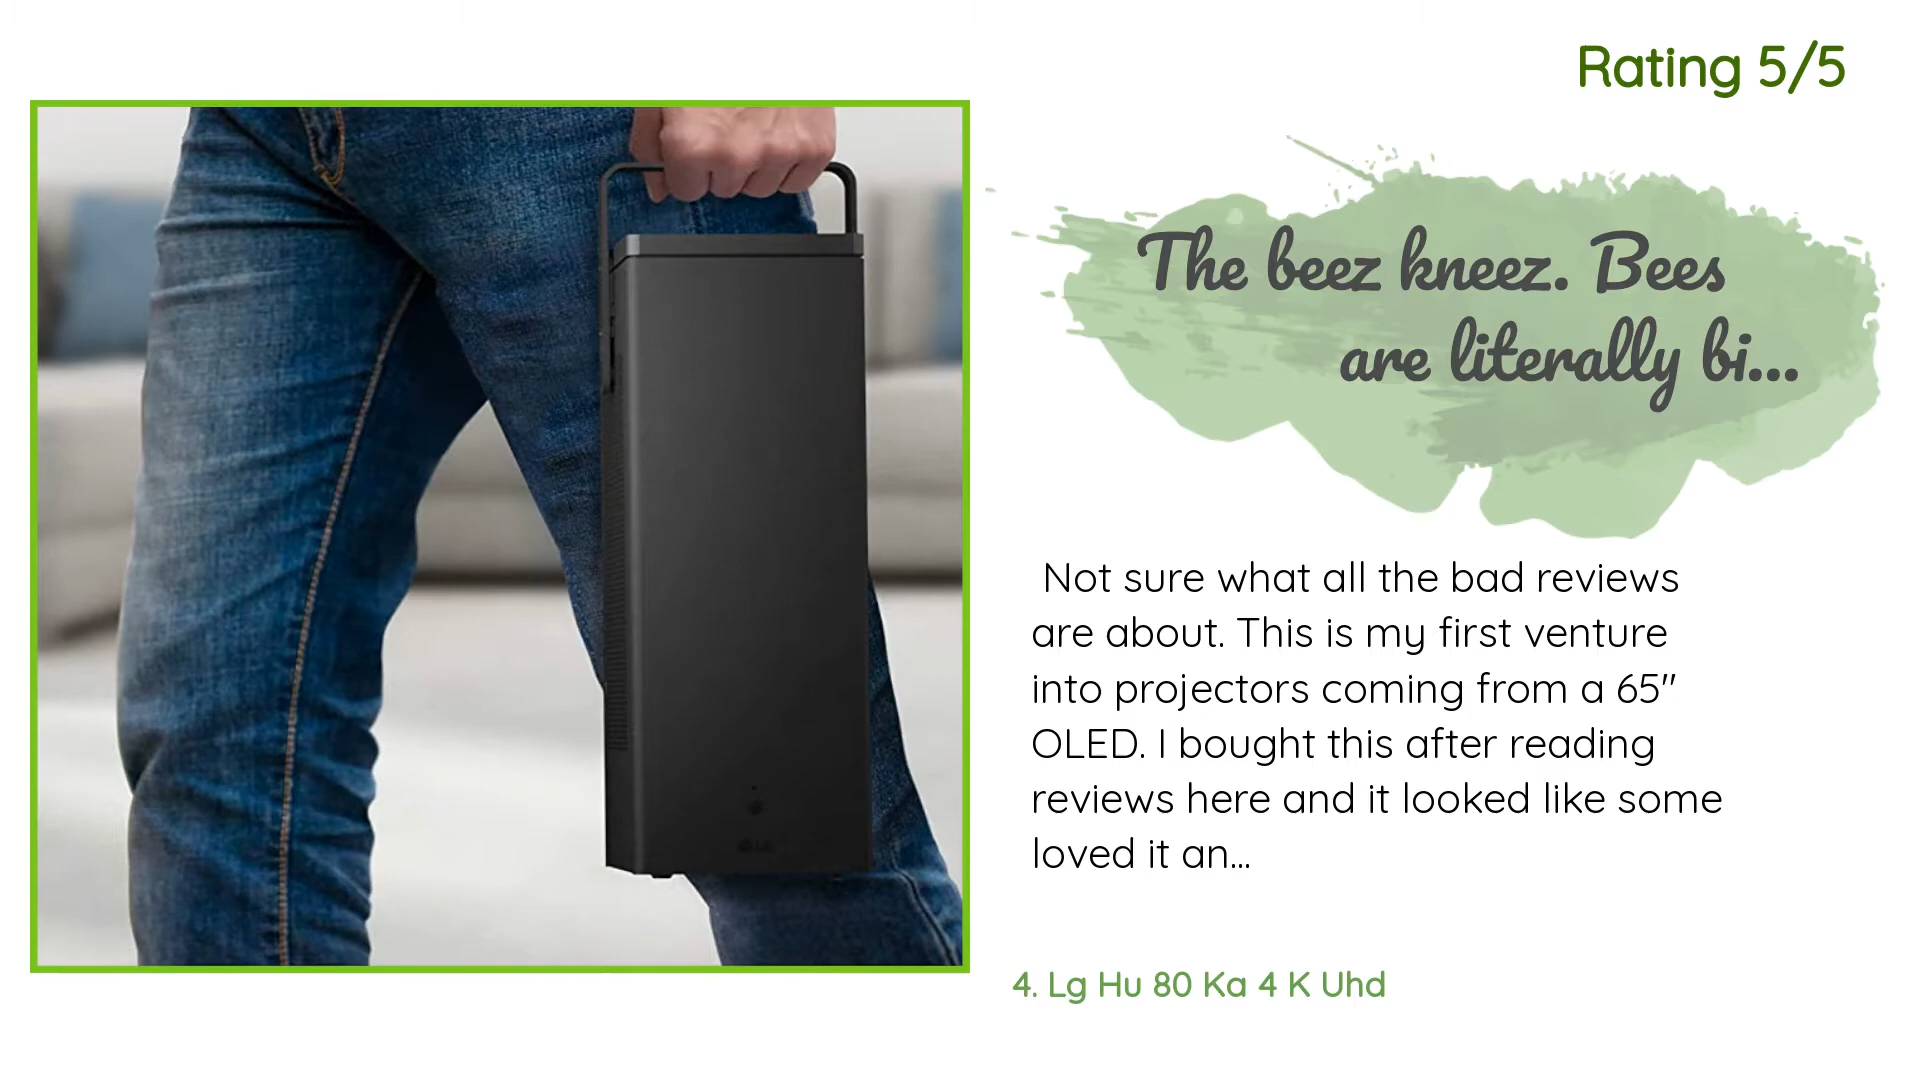 Rating 5/5
The beez kneez. Bees
are literally bi...
Not sure what all the bad reviews
are about. This is my first venture
into projectors coming from a 65"
OLED. I bought this after reading
reviews here and it looked like some
loved it an...
4. Lg Hu 80 Ka 4 K Uhd